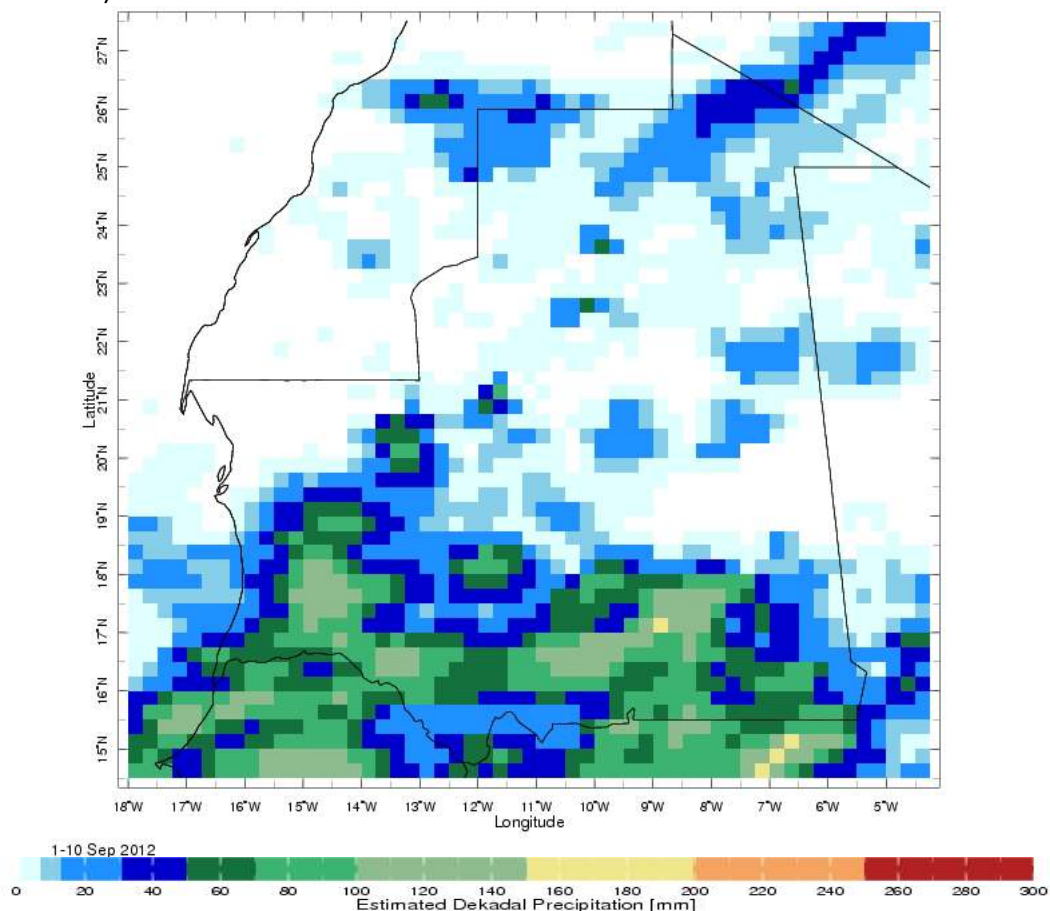 27°N
26°N
25°N
24°N
23°N
22°N
21°N
20°N
19°N
18°N
17°N
16°N
15°N
Latitude
18°W 17°W 16°W 15°W 14°W 13°W 12°W 11°W 10°W 9°W 8°W 7°W 6°W 5°W
Longitude
1-10 Sep 2012
0 20 40 60 80 100 120 140 160 180 200 220 240 260 280 300
Estimated Dekadal Precipitation [mm]